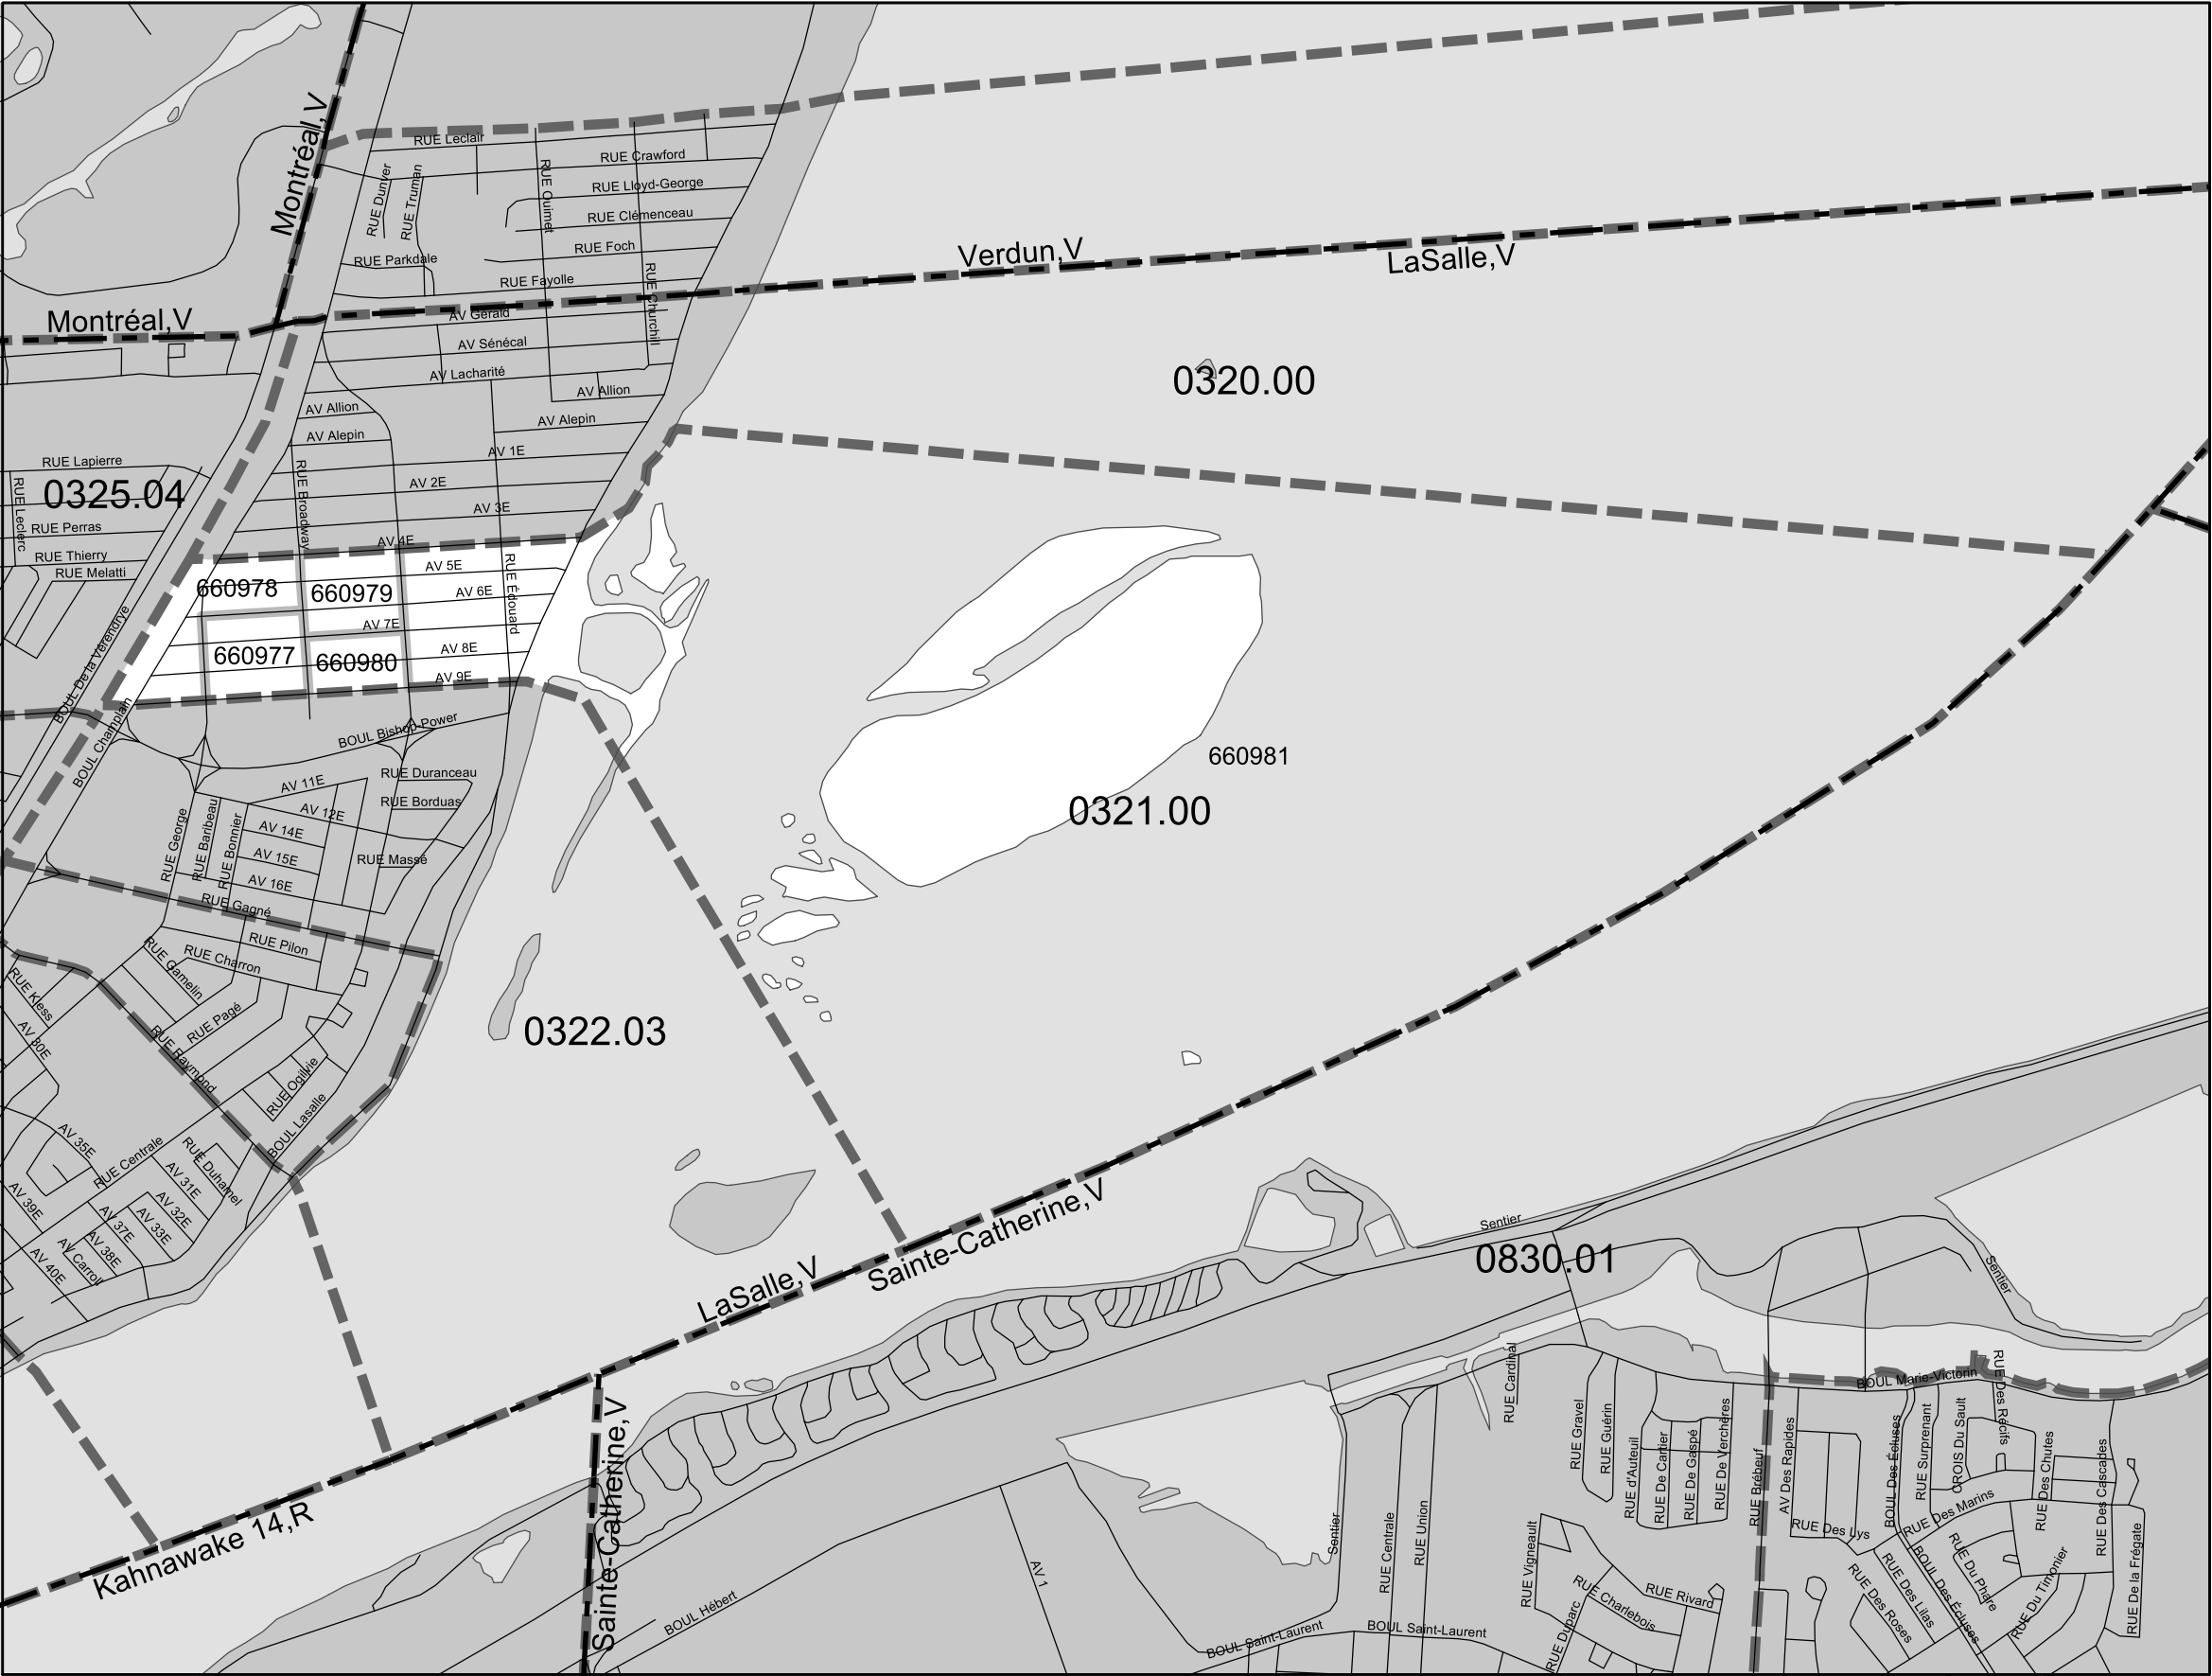 Montréal,V
RUE Leclair
RUE Crawford
RUE Dunver
RUE Truman
RUE Ouimet
RUE Lloyd-George
RUE Clémenceau
RUE Foch
RUE Parkdale
RUE Fayolle
RUE Churchill
Verdun,V
LaSalle,V
Montréal,V
AV Gérald
AV Sénécal
AV Lacharité
AV Allion
AV Allion
AV Alepin
AV Alepin
0320.00
AV 1E
RUE Lapierre
0325.04
RUE Leclerc
RUE Broadway
AV 2E
AV 3E
RUE Perras
AV 4E
RUE Thierry
RUE Melatti
AV 5E
RUE Édouard
660978
660979
AV 6E
AV 7E
BOUL De la Vérendrye
660977
660980
AV 8E
AV 9E
BOUL Champlain
BOUL Bishop-Power
660981
0321.00
AV 11E
RUE Duranceau
AV 12E
RUE Borduas
RUE George
RUE Baribeau
RUE Bonnier
AV 14E
AV 15E
RUE Massé
AV 16E
RUE Gagné
RUE Pilon
RUE Charron
RUE Gamelin
RUE Kless
RUE Pagé
0322.03
AV 30E
RUE Raymond
RUE Ogilvie
BOUL Lasalle
AV 35E
RUE Centrale
RUE Duhamel
AV 31E
AV 39E
AV 32E
AV 33E
AV 37E
AV 38E
AV Carroll
AV 40E
LaSalle,V
Sainte-Catherine,V
Sentier
0830.01
Sentier
Kahnawake 14,R
Sainte-Catherine,V
RUE Cardinal
BOUL Marie-Victorin
RUE Des Récifs
RUE Gravel
RUE Guérin
RUE d'Auteuil
RUE De Cartier
RUE De Gaspé
RUE De Verchères
RUE Brébeuf
AV Des Rapides
BOUL Des Écluses
RUE Surprenant
CROIS Du Sault
RUE Des Chutes
RUE Des Cascades
Sentier
RUE Centrale
RUE Union
RUE Des Lys
RUE Des Marins
RUE De la Frégate
AV 1
BOUL Hébert
RUE Vigneault
RUE Charlebois
RUE Rivard
RUE Duparc
RUE Des Roses
RUE Des Lilas
BOUL Des Écluses
RUE Du Phare
RUE Du Timonier
BOUL Saint-Laurent
BOUL Saint-Laurent